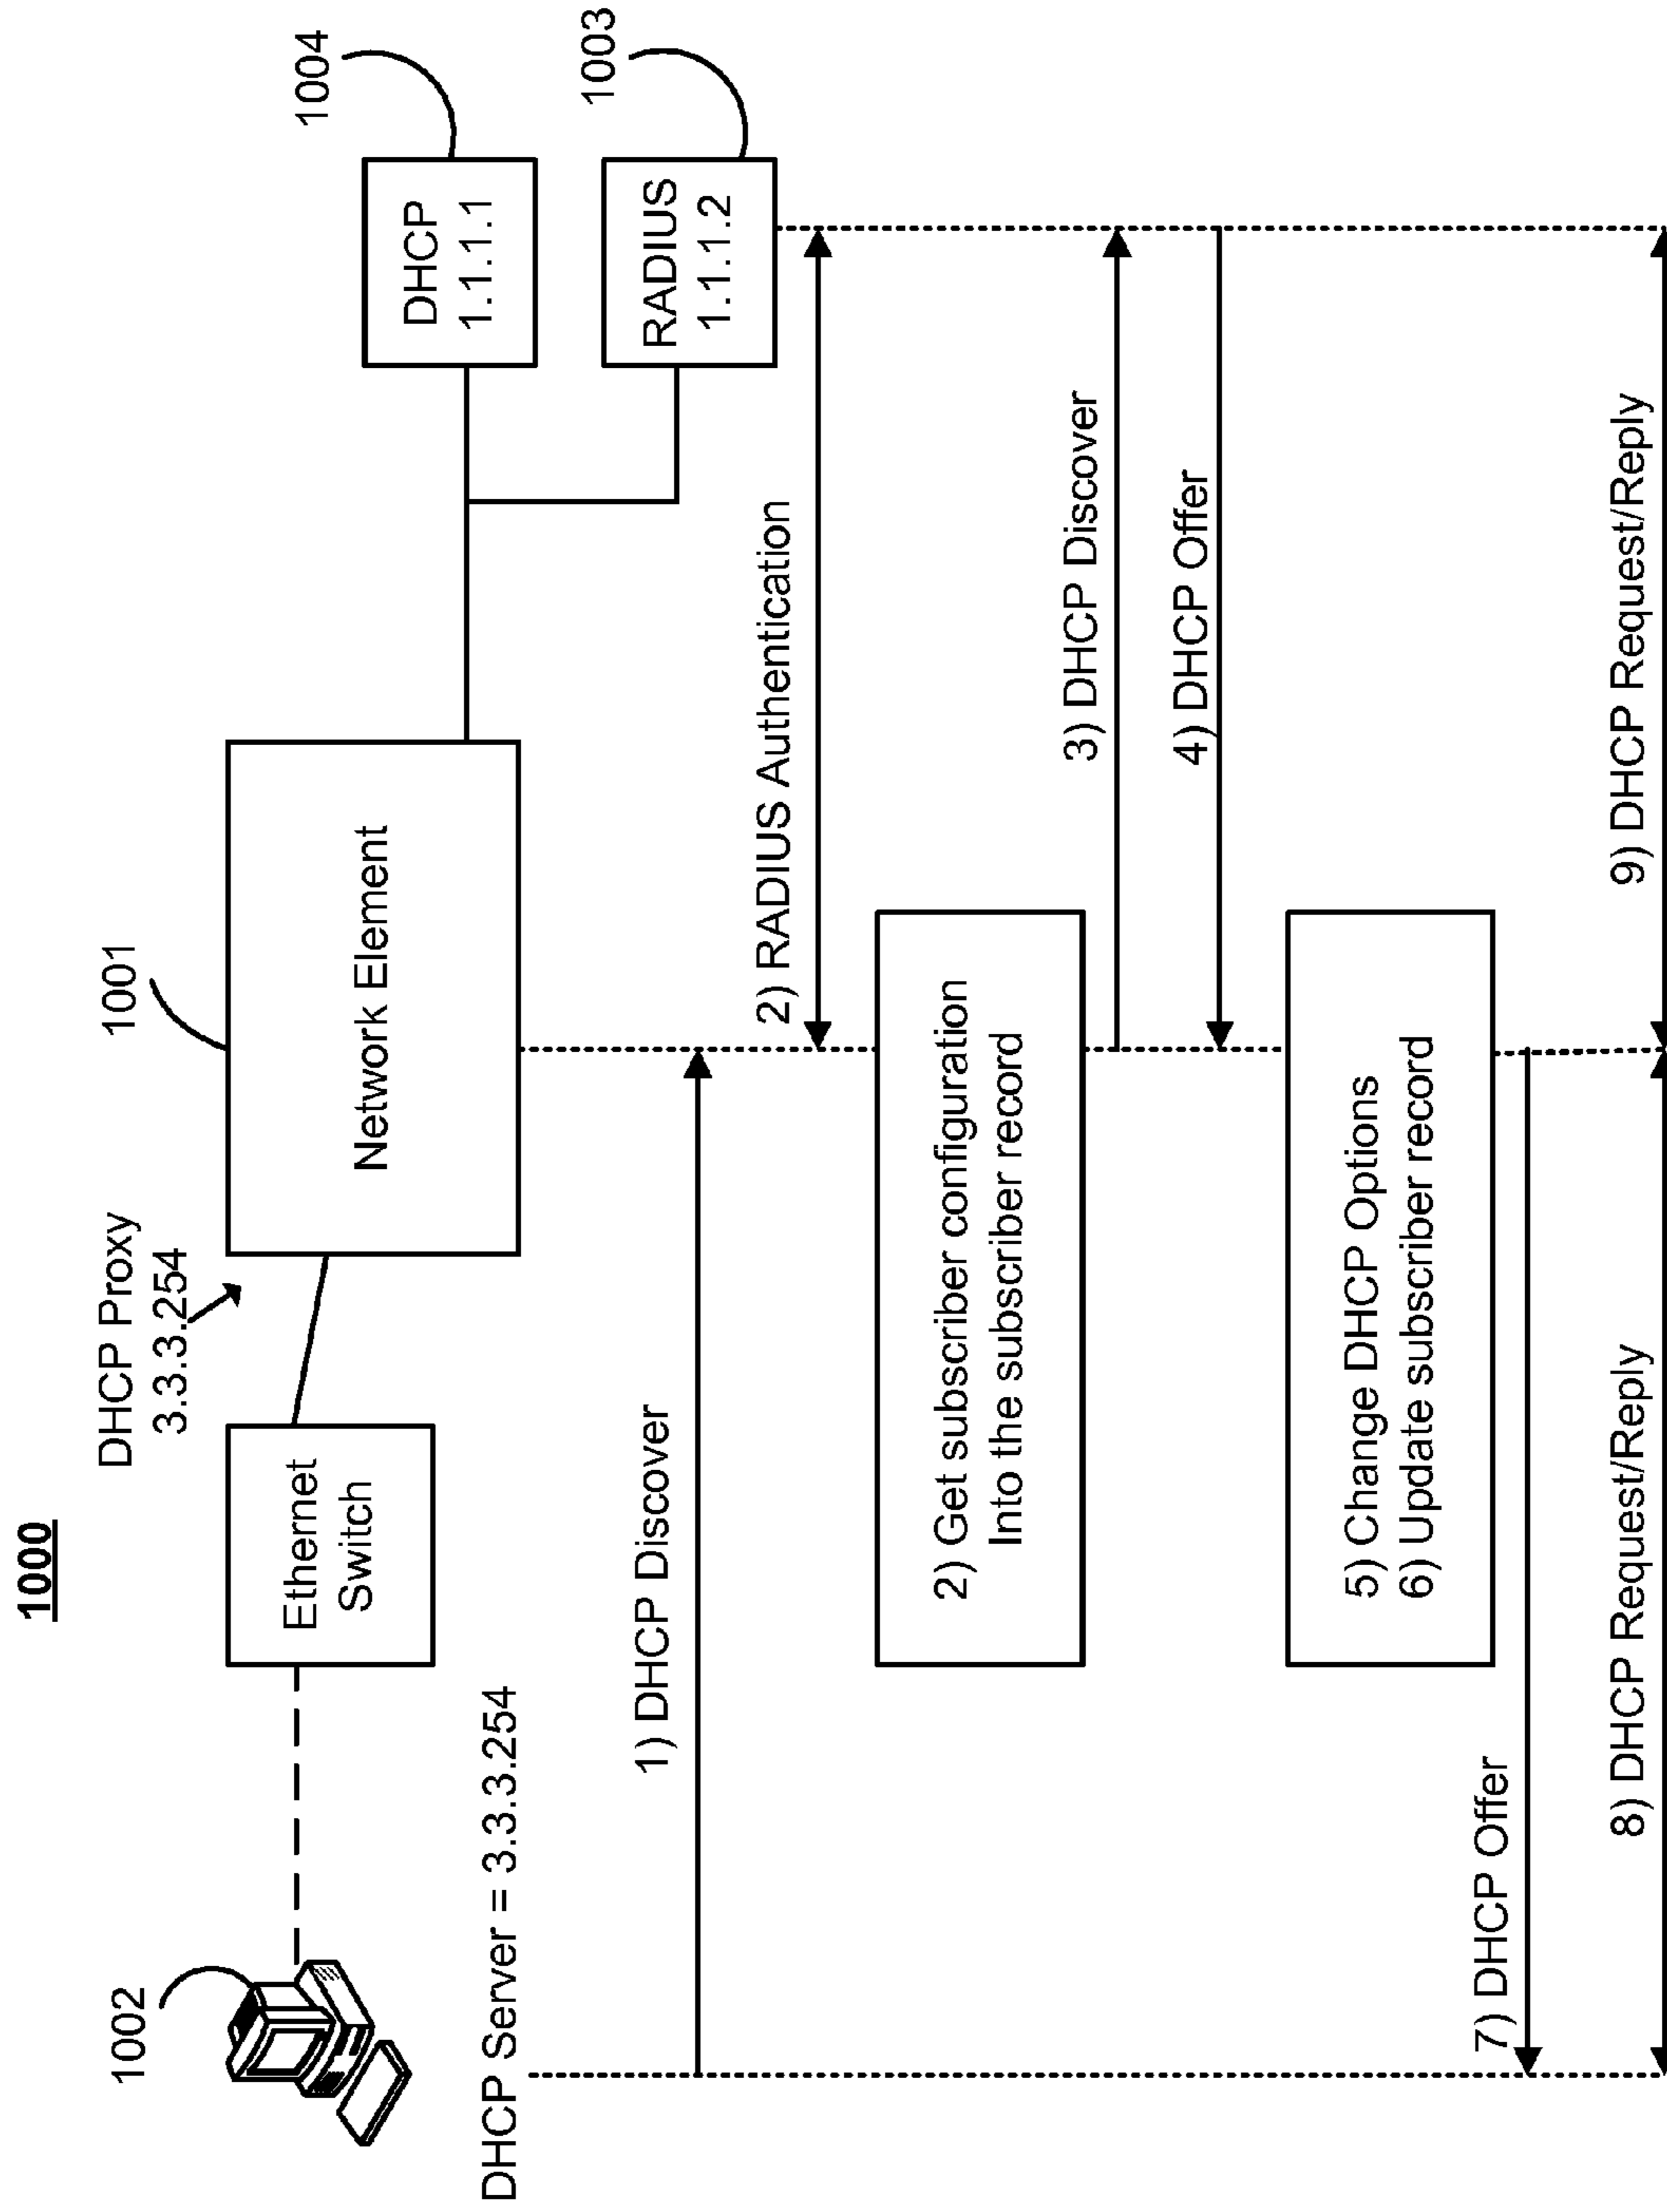 1000
1002
DHCP Server = 3.3.3.254
Ethernet
Switch
DHCP Proxy
3.3.3.254
1001
Network Element
DHCP
1.1.1.1
1004
RADIUS
1.1.1.2
1003
1) DHCP Discover
2) RADIUS Authentication
2) Get subscriber configuration
Into the subscriber record
3) DHCP Discover
4) DHCP Offer
5) Change DHCP Options
6) Update subscriber record
7) DHCP Offer
8) DHCP Request/Reply
9) DHCP Request/Reply